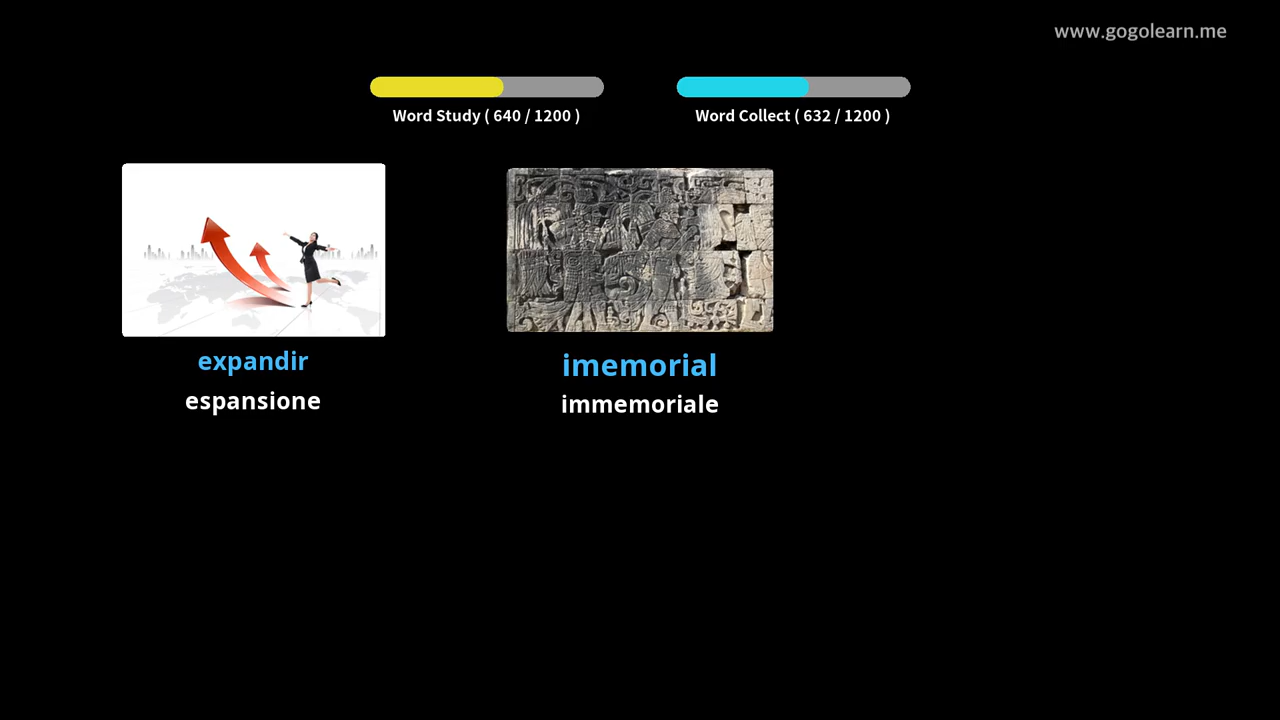 www.gogolearn.me
Word Study ( 640 / 1200 )
Word Collect ( 632 / 1200 )
expandir
espansione
imemorial
immemoriale